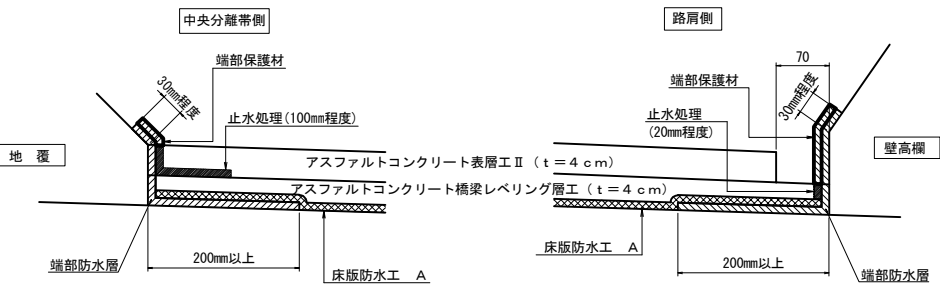 中央分離帯側
路肩側
端部保護材
30mm程度
70
端部保護材
30mm程度
止水処理(100mm程度)
止水処理
(20mm程度)
地 覆
壁高欄
アスファルトコンクリート表層工Ⅱ (t=4cm)
アスファルトコンクリート橋梁レベリング層工 (t=4cm)
200mm以上
200mm以上
端部防水層
床版防水工 A
床版防水工 A
端部防水層